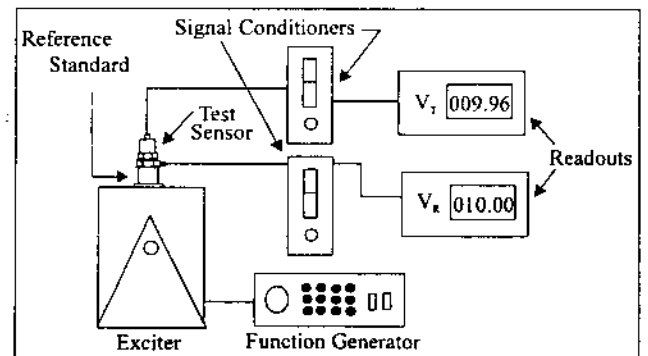 Signal Conditioners
Reference
Standard
Test
Sensor
V_T 009.96
Readouts
V_R 010.00
Exciter
Function Generator